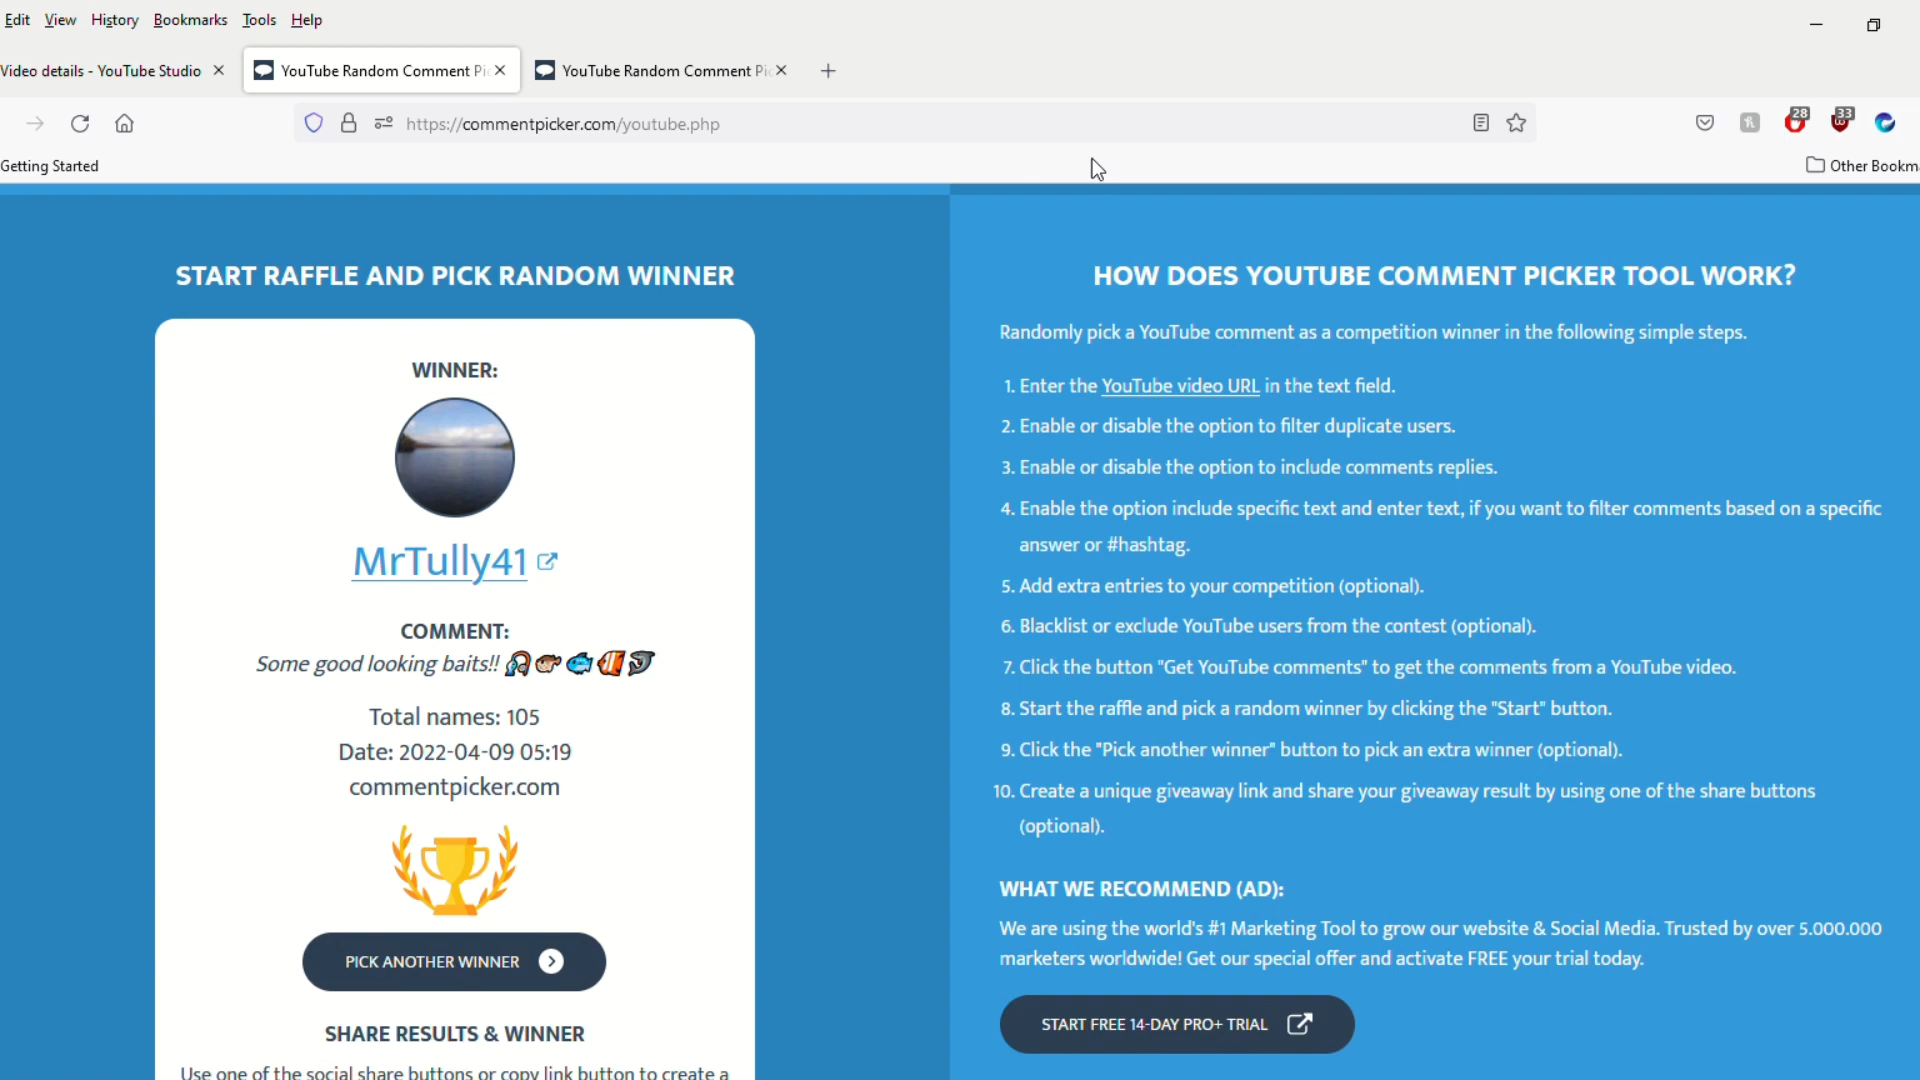 Edit View History Bookmarks Tools Help
Video details - YouTube Studio
YouTube Random Comment Pic
YouTube Random Comment Pic
https://commentpicker.com/youtube.php
28
33
Getting Started
Other Bookma
START RAFFLE AND PICK RANDOM WINNER
WINNER:
MrTully41
COMMENT:
Some good looking baits!! 🎣🐡🐟🐠🦈
Total names: 105
Date: 2022-04-09 05:19
commentpicker.com
PICK ANOTHER WINNER
SHARE RESULTS & WINNER
Use one of the social share buttons or copy link button to create a
HOW DOES YOUTUBE COMMENT PICKER TOOL WORK?
Randomly pick a YouTube comment as a competition winner in the following simple steps.
1. Enter the YouTube video URL in the text field.
2. Enable or disable the option to filter duplicate users.
3. Enable or disable the option to include comments replies.
4. Enable the option include specific text and enter text, if you want to filter comments based on a specific
answer or #hashtag.
5. Add extra entries to your competition (optional).
6. Blacklist or exclude YouTube users from the contest (optional).
7. Click the button "Get YouTube comments" to get the comments from a YouTube video.
8. Start the raffle and pick a random winner by clicking the "Start" button.
9. Click the "Pick another winner" button to pick an extra winner (optional).
10. Create a unique giveaway link and share your giveaway result by using one of the share buttons
(optional).
WHAT WE RECOMMEND (AD):
We are using the world's #1 Marketing Tool to grow our website & Social Media. Trusted by over 5.000.000
marketers worldwide! Get our special offer and activate FREE your trial today.
START FREE 14-DAY PRO+ TRIAL